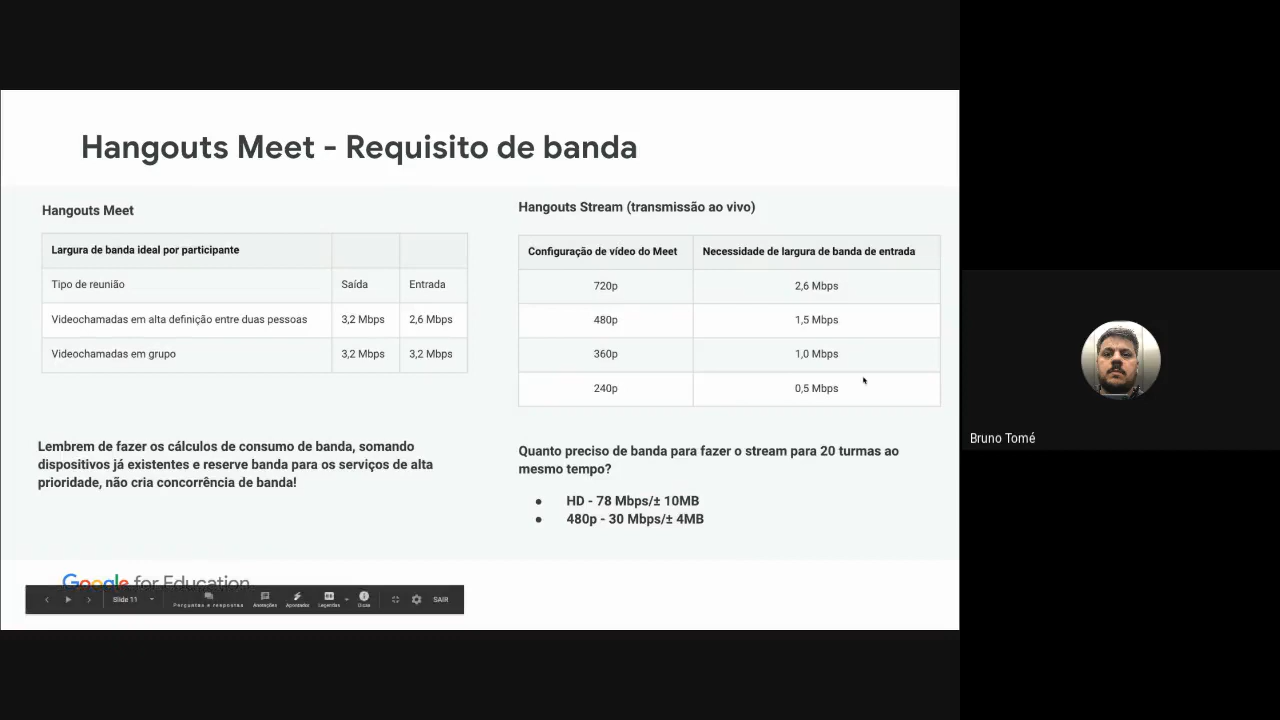 Hangouts Meet - Requisito de banda
Hangouts Meet
Largura de banda ideal por participante
Tipo de reunião Saída Entrada
Videochamadas em alta definição entre duas pessoas 3,2 Mbps 2,6 Mbps
Videochamadas em grupo 3,2 Mbps 3,2 Mbps
Lembrem de fazer os cálculos de consumo de banda, somando
dispositivos já existentes e reserve banda para os serviços de alta
prioridade, não cria concorrência de banda!
Hangouts Stream (transmissão ao vivo)
Configuração de vídeo do Meet Necessidade de largura de banda de entrada
720p 2,6 Mbps
480p 1,5 Mbps
360p 1,0 Mbps
240p 0,5 Mbps
Quanto preciso de banda para fazer o stream para 20 turmas ao
mesmo tempo?
● HD - 78 Mbps/± 10MB
● 480p - 30 Mbps/± 4MB
Google for Education
Slide 11 Perguntas e respostas Anotações Apontador Legendas Dicas SAIR
Bruno Tomé